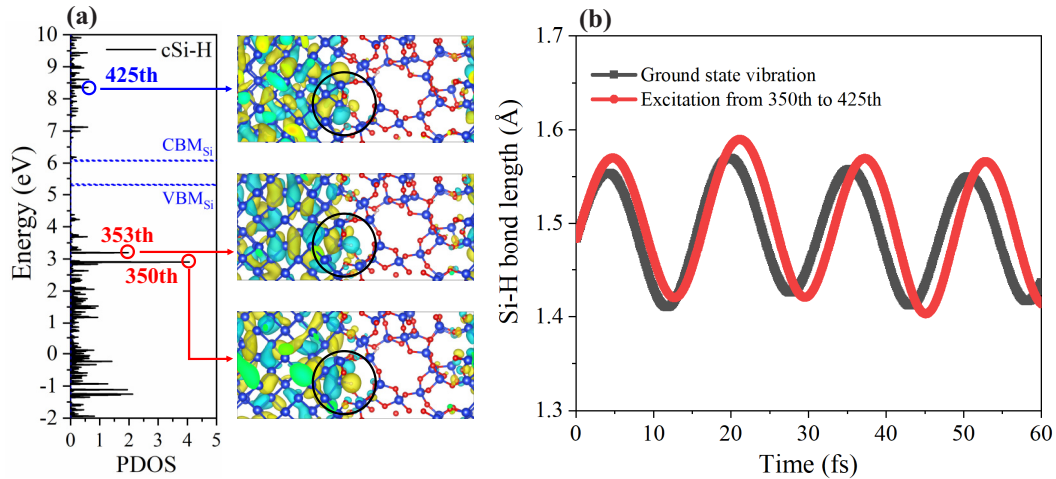 (a)
10
9
8
7
6
5
4
3
2
1
0
-1
-2
Energy (eV)
cSi-H
425th
CBM_Si
VBM_Si
353th
350th
0 1 2 3 4 5
PDOS
(b)
1.7
1.6
1.5
1.4
1.3
Si-H bond length (Å)
Ground state vibration
Excitation from 350th to 425th
0 10 20 30 40 50 60
Time (fs)